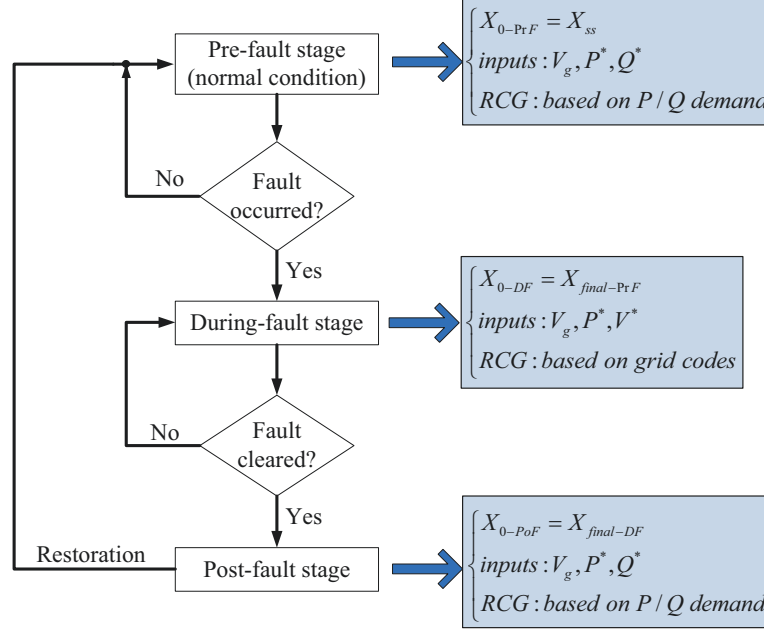 Pre-fault stage
(normal condition)
X_{0-PrF} = X_{ss}
inputs : V_g, P^*, Q^*
RCG : based on P / Q demand
No
Fault
occurred?
Yes
During-fault stage
X_{0-DF} = X_{final-PrF}
inputs : V_g, P^*, V^*
RCG : based on grid codes
No
Fault
cleared?
Yes
Restoration
Post-fault stage
X_{0-PoF} = X_{final-DF}
inputs : V_g, P^*, Q^*
RCG : based on P / Q demand